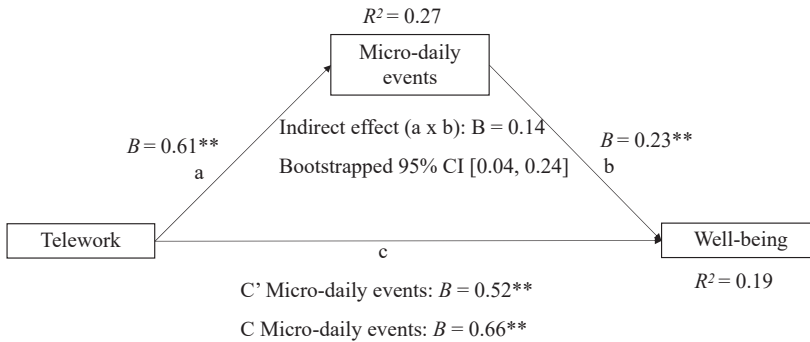 R² = 0.27
Micro-daily
events
Indirect effect (a x b): B = 0.14
B = 0.61**
B = 0.23**
Bootstrapped 95% CI [0.04, 0.24]
a
b
Telework
Well-being
c
R² = 0.19
C’ Micro-daily events: B = 0.52**
C Micro-daily events: B = 0.66**